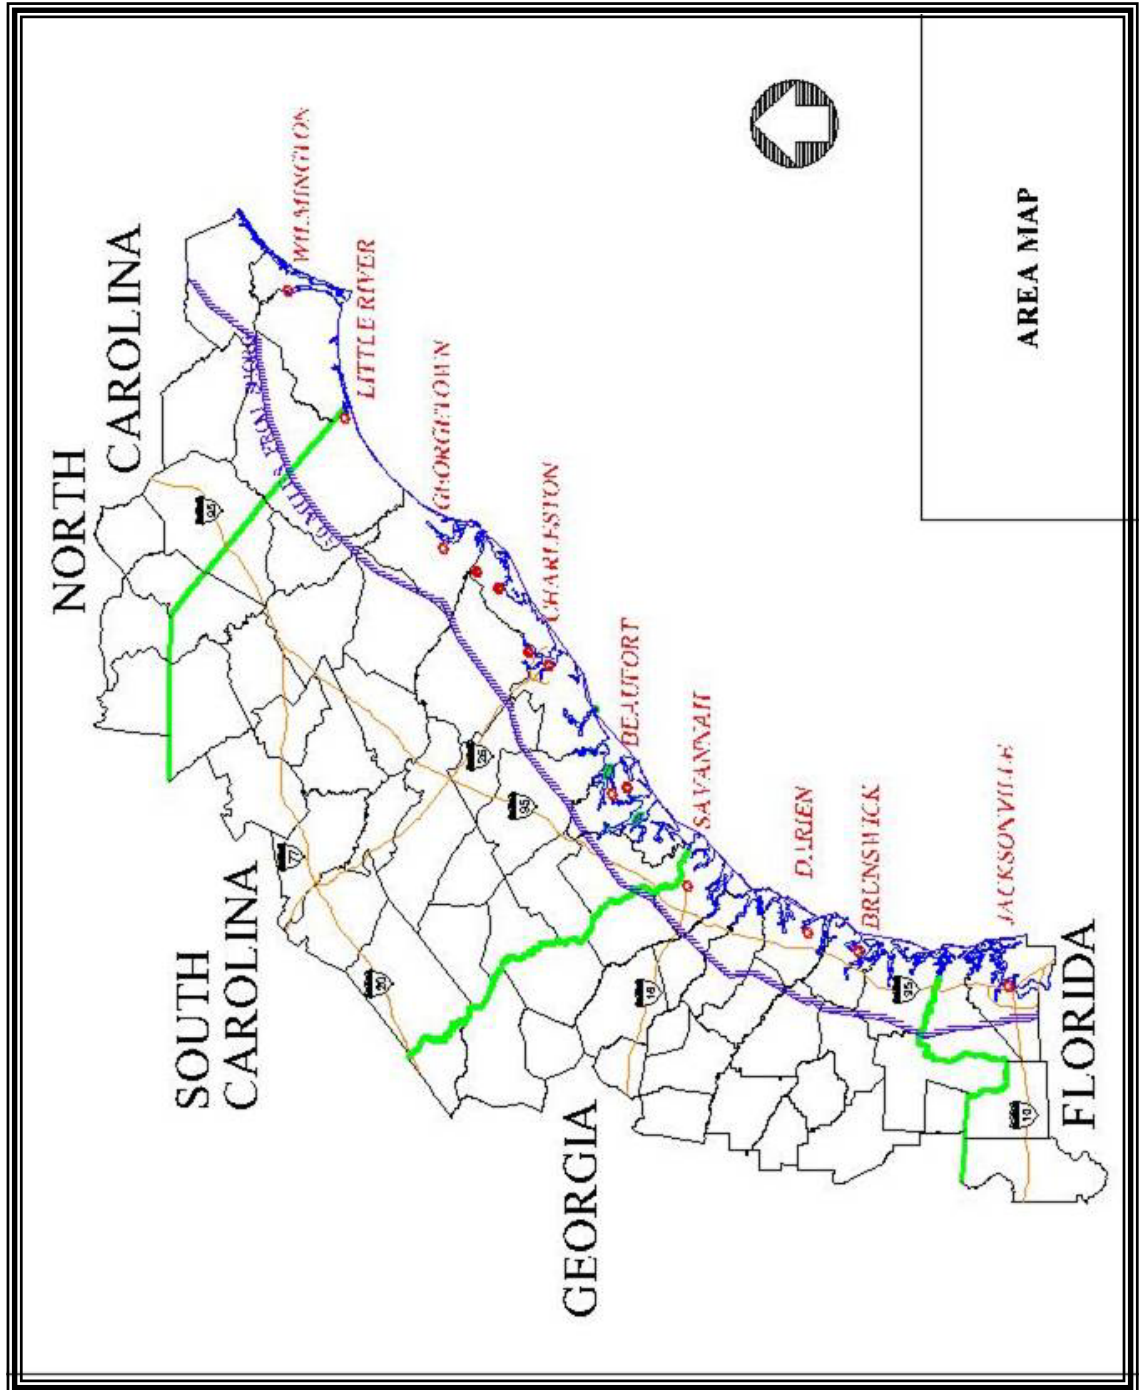 NORTH
CAROLINA
WILMINGTON
LITTLE RIVER
GEORGETOWN
CHARLESTON
BEAUFORT
SAVANNAH
DARIEN
BRUNSWICK
JACKSONVILLE
SOUTH
CAROLINA
GEORGIA
FLORIDA
95
26
95
77
20
16
95
10
AREA MAP